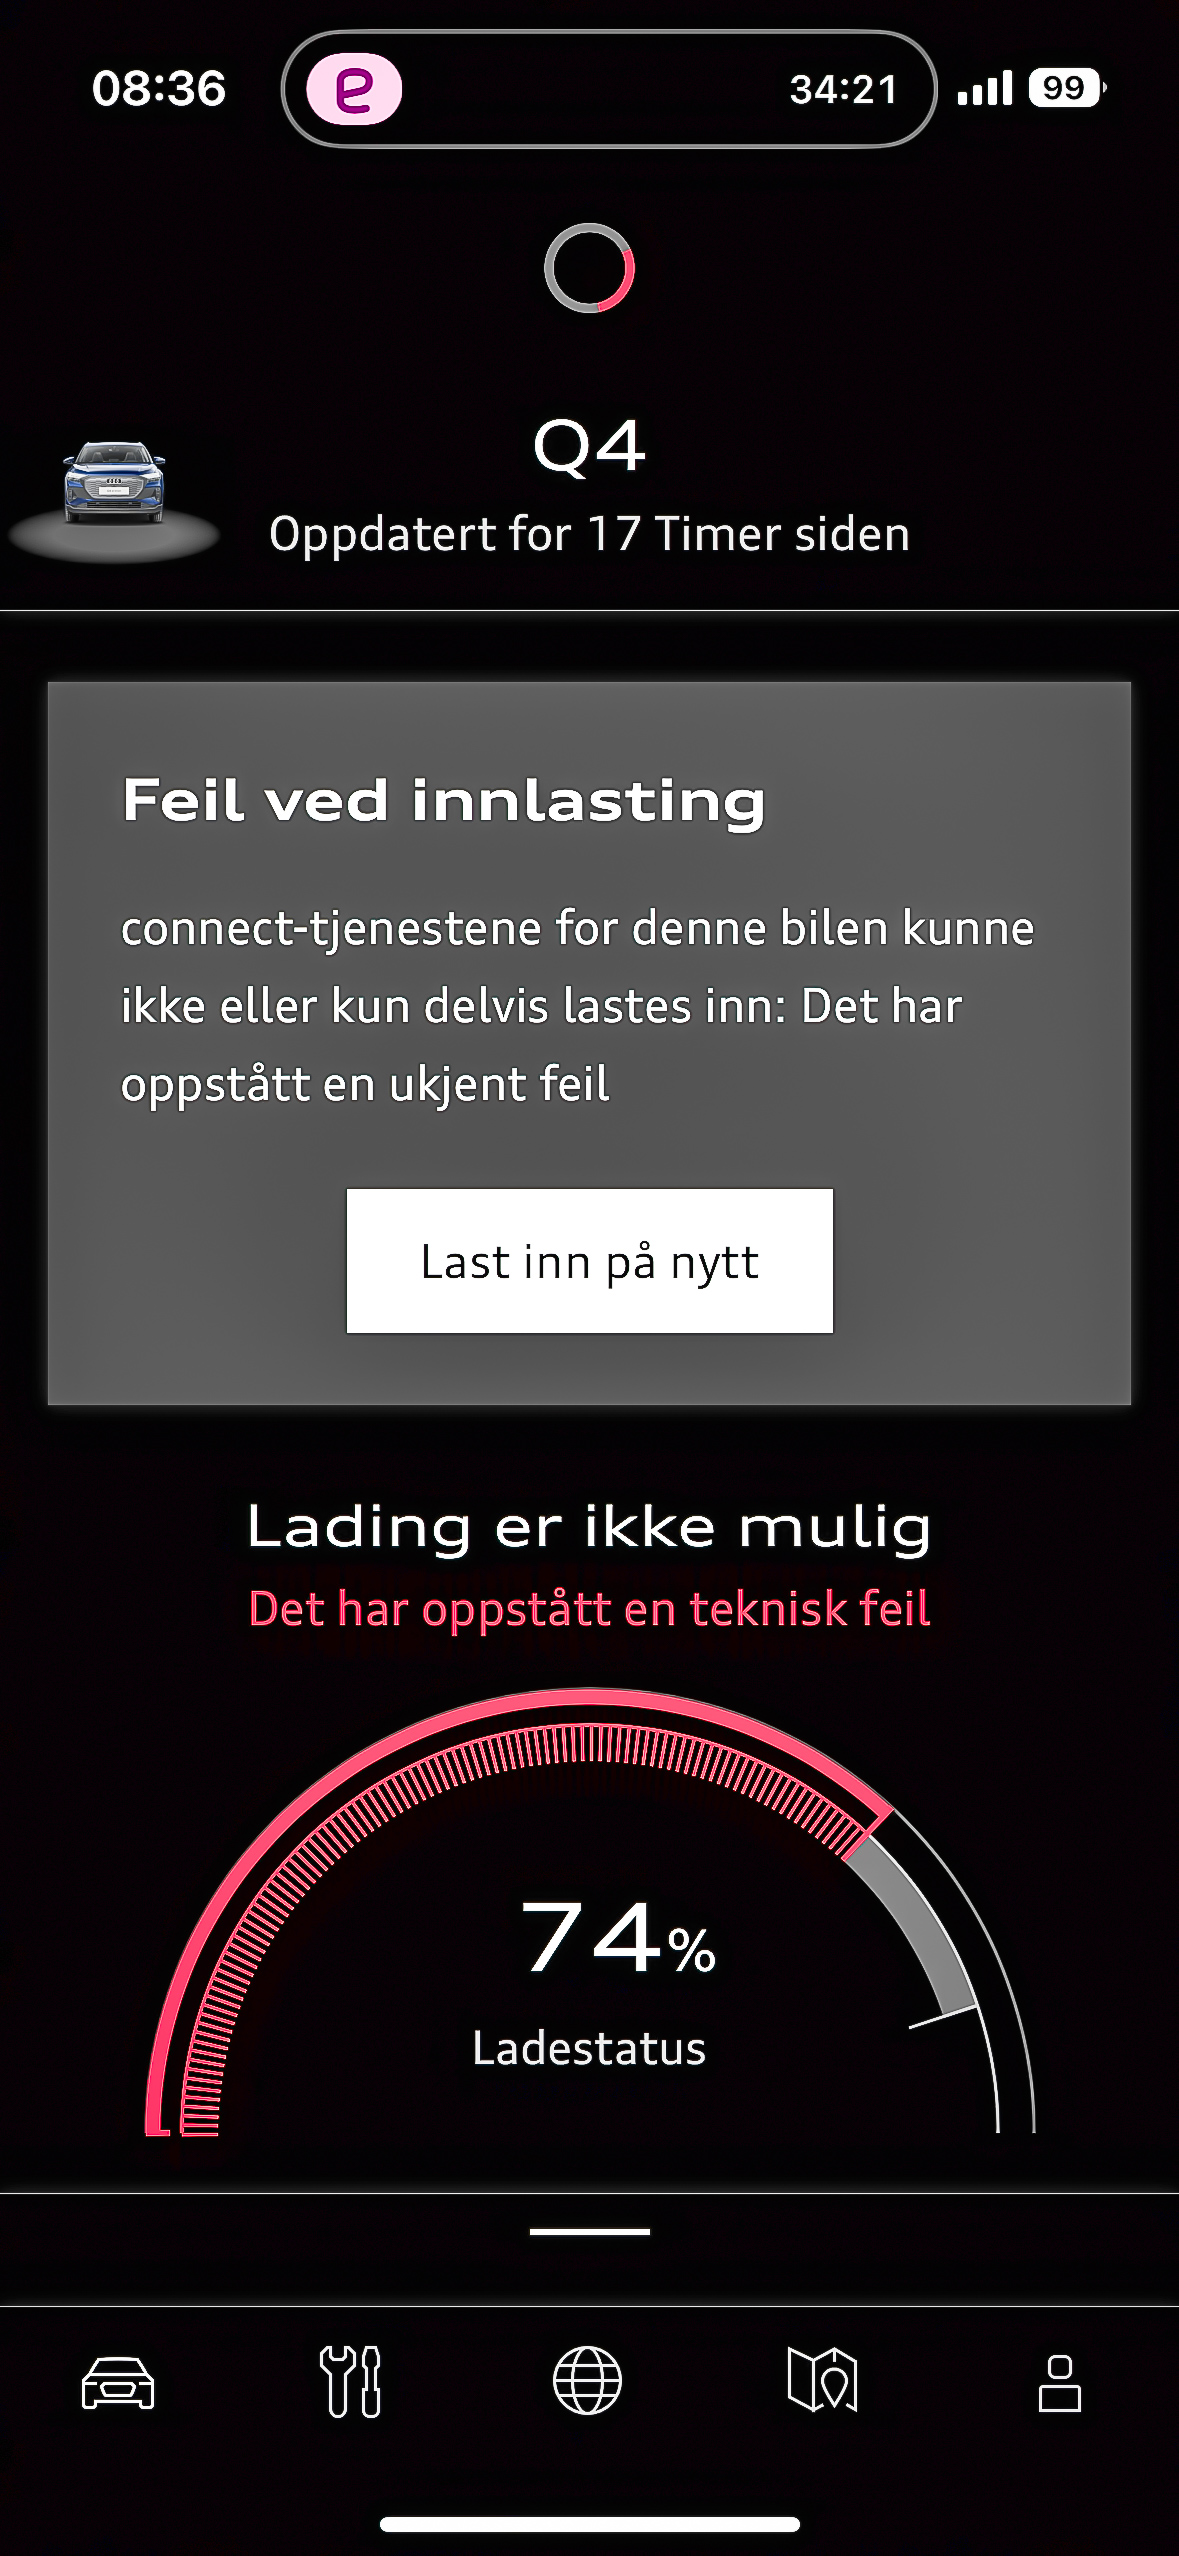 08:36
34:21
99
Q4
Oppdatert for 17 Timer siden
Feil ved innlasting
connect-tjenestene for denne bilen kunne
ikke eller kun delvis lastes inn: Det har
oppstått en ukjent feil
Last inn på nytt
Lading er ikke mulig
Det har oppstått en teknisk feil
74%
Ladestatus